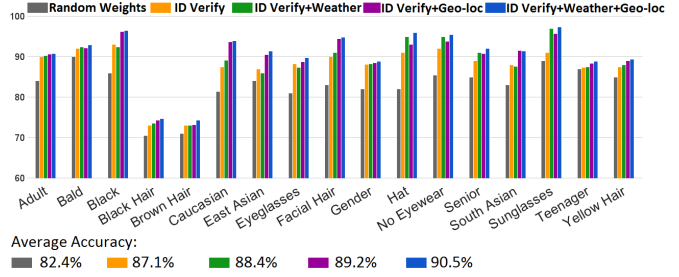 Random Weights ID Verify ID Verify+Weather ID Verify+Geo-loc ID Verify+Weather+Geo-loc
100
90
80
70
60
Adult Bald Black Black Hair Brown Hair Caucasian East Asian Eyeglasses Facial Hair Gender Hat No Eyewear Senior South Asian Sunglasses Teenager Yellow Hair
Average Accuracy:
82.4% 87.1% 88.4% 89.2% 90.5%